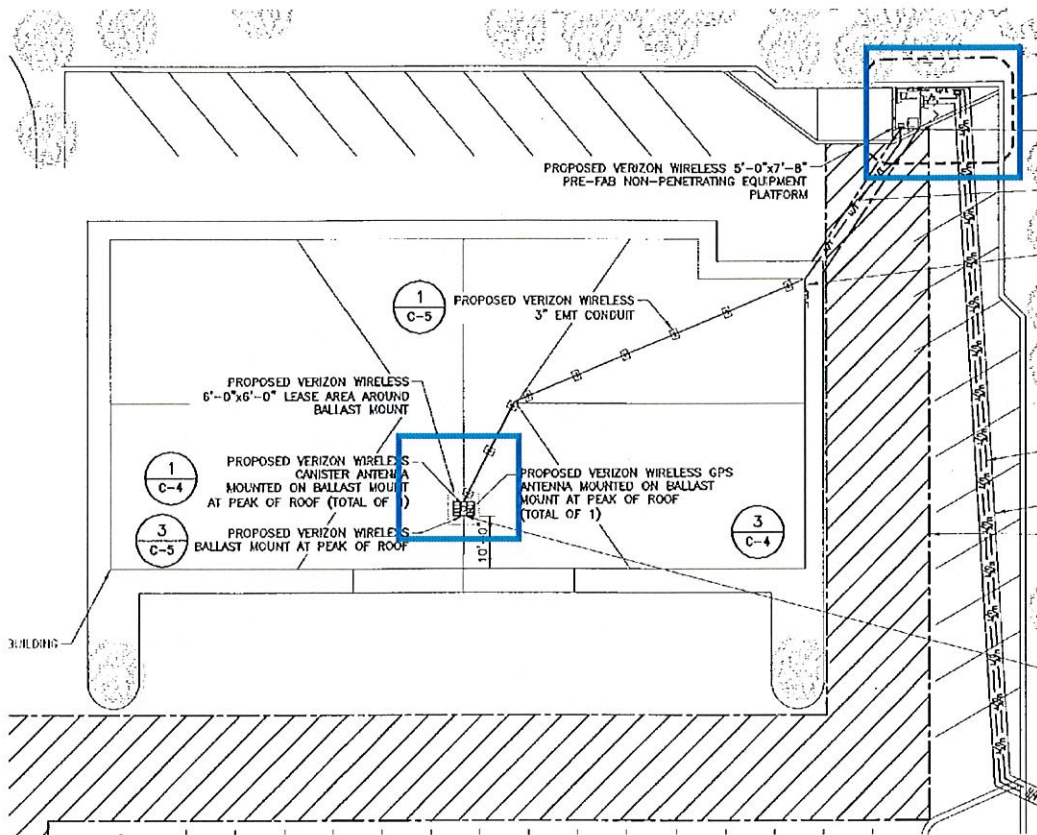 PROPOSED VERIZON WIRELESS 5'-0"x7'-8"
PRE-FAB NON-PENETRATING EQUIPMENT
PLATFORM
1
C-5
PROPOSED VERIZON WIRELESS
3" EMT CONDUIT
PROPOSED VERIZON WIRELESS
6'-0"x6'-0" LEASE AREA AROUND
BALLAST MOUNT
1
C-4
PROPOSED VERIZON WIRELESS
CANISTER ANTENNA
MOUNTED ON BALLAST MOUNT
AT PEAK OF ROOF (TOTAL OF 1)
PROPOSED VERIZON WIRELESS GPS
ANTENNA MOUNTED ON BALLAST
MOUNT AT PEAK OF ROOF
(TOTAL OF 1)
3
C-5
PROPOSED VERIZON WIRELESS
BALLAST MOUNT AT PEAK OF ROOF
10'-0"
3
C-4
BUILDING